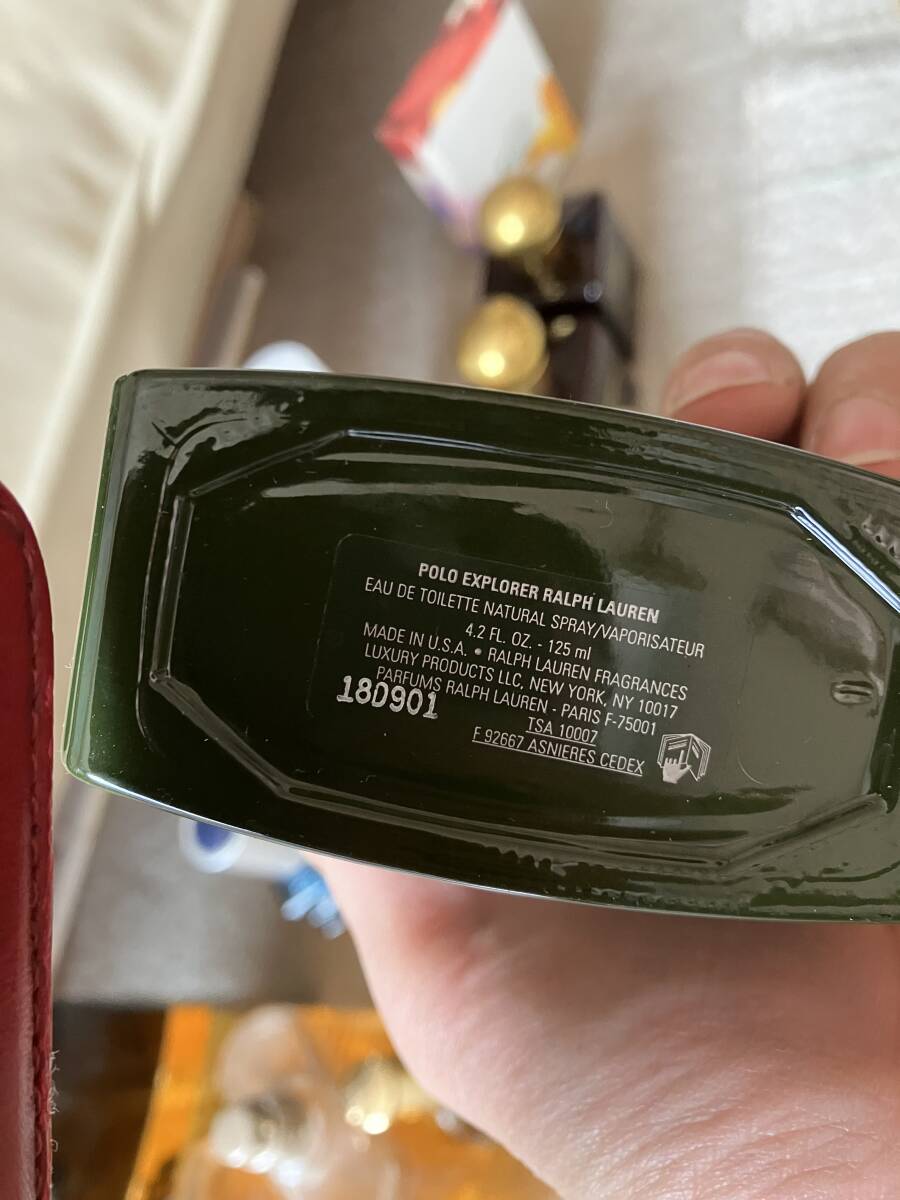 POLO EXPLORER RALPH LAUREN
EAU DE TOILETTE NATURAL SPRAY/VAPORISATEUR
4.2 FL. OZ. - 125 ml
MADE IN U.S.A. • RALPH LAUREN FRAGRANCES
LUXURY PRODUCTS LLC, NEW YORK, NY 10017
PARFUMS RALPH LAUREN - PARIS F-75001
18D901
TSA 10007
F 92667 ASNIERES CEDEX